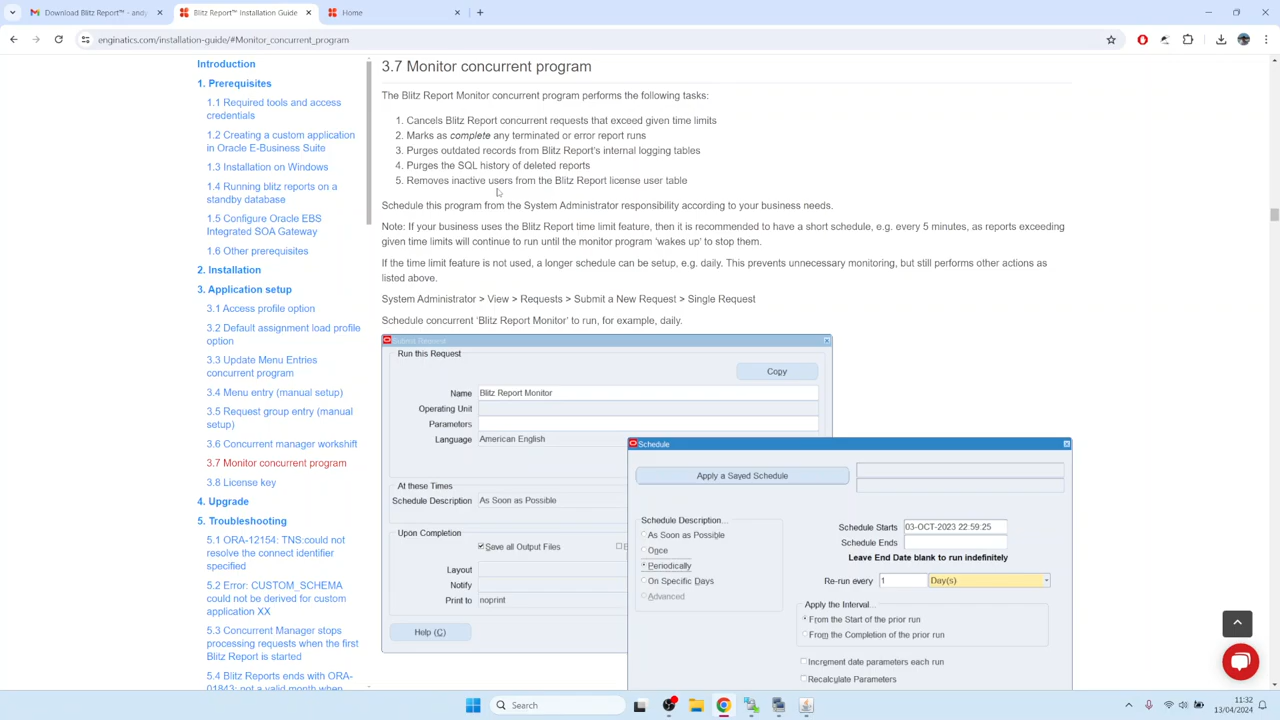 Download Blitz Report™ - andy
Blitz Report™ Installation Guide
Home
enginatics.com/installation-guide/#Monitor_concurrent_program
Introduction
1. Prerequisites
1.1 Required tools and access
credentials
1.2 Creating a custom application
in Oracle E-Business Suite
1.3 Installation on Windows
1.4 Running blitz reports on a
standby database
1.5 Configure Oracle EBS
Integrated SOA Gateway
1.6 Other prerequisites
2. Installation
3. Application setup
3.1 Access profile option
3.2 Default assignment load profile
option
3.3 Update Menu Entries
concurrent program
3.4 Menu entry (manual setup)
3.5 Request group entry (manual
setup)
3.6 Concurrent manager workshift
3.7 Monitor concurrent program
3.8 License key
4. Upgrade
5. Troubleshooting
5.1 ORA-12154: TNS:could not
resolve the connect identifier
specified
5.2 Error: CUSTOM_SCHEMA
could not be derived for custom
application XX
5.3 Concurrent Manager stops
processing requests when the first
Blitz Report is started
5.4 Blitz Reports ends with ORA-
01843: not a valid month when
3.7 Monitor concurrent program
The Blitz Report Monitor concurrent program performs the following tasks:
1. Cancels Blitz Report concurrent requests that exceed given time limits
2. Marks as complete any terminated or error report runs
3. Purges outdated records from Blitz Report's internal logging tables
4. Purges the SQL history of deleted reports
5. Removes inactive users from the Blitz Report license user table
Schedule this program from the System Administrator responsibility according to your business needs.
Note: If your business uses the Blitz Report time limit feature, then it is recommended to have a short schedule, e.g. every 5 minutes, as reports exceeding
given time limits will continue to run until the monitor program 'wakes up' to stop them.
If the time limit feature is not used, a longer schedule can be setup, e.g. daily. This prevents unnecessary monitoring, but still performs other actions as
listed above.
System Administrator > View > Requests > Submit a New Request > Single Request
Schedule concurrent 'Blitz Report Monitor' to run, for example, daily.
Submit Request
Run this Request
Copy
Name Blitz Report Monitor
Operating Unit
Parameters
Language American English
At these Times
Schedule Description As Soon as Possible
Upon Completion
Save all Output Files
Layout
Notify
Print to noprint
Help (C)
Schedule
Apply a Saved Schedule
Schedule Description...
As Soon as Possible
Once
Periodically
On Specific Days
Advanced
Schedule Starts 03-OCT-2023 22:59:25
Schedule Ends
Leave End Date blank to run indefinitely
Re-run every 1 Day(s)
Apply the Interval...
From the Start of the prior run
From the Completion of the prior run
Increment date parameters each run
Recalculate Parameters
Search
11:32
13/04/2024